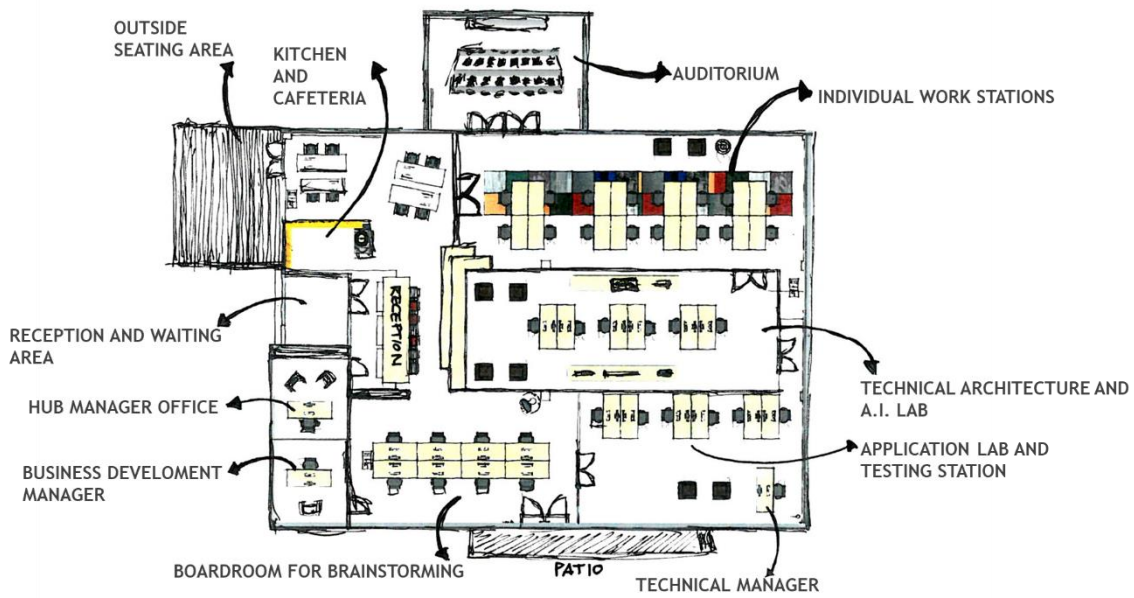 OUTSIDE
SEATING AREA
KITCHEN
AND
CAFETERIA
AUDITORIUM
INDIVIDUAL WORK STATIONS
RECEPTION
RECEPTION AND WAITING
AREA
HUB MANAGER OFFICE
BUSINESS DEVELOMENT
MANAGER
TECHNICAL ARCHITECTURE AND
A.I. LAB
APPLICATION LAB AND
TESTING STATION
BOARDROOM FOR BRAINSTORMING
PATIO
TECHNICAL MANAGER